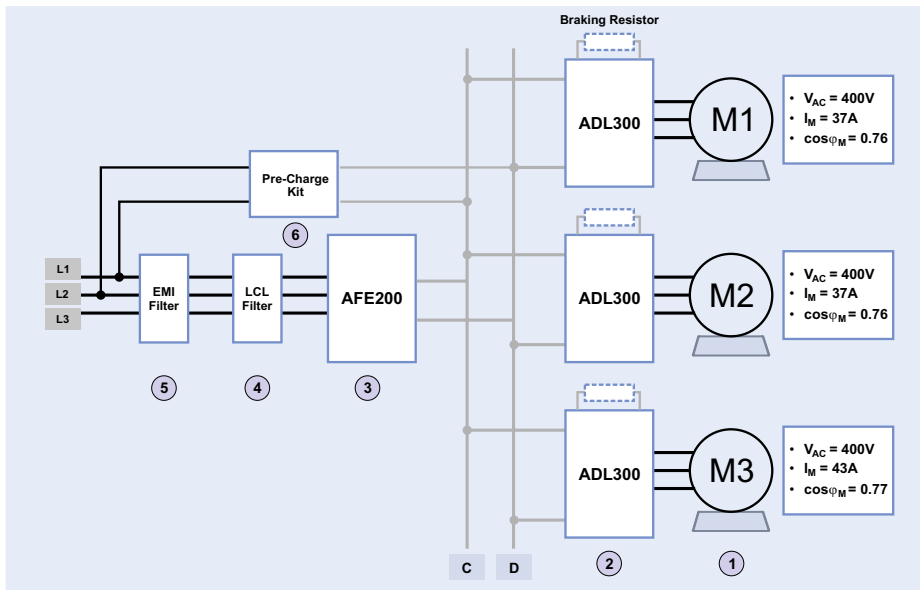 Braking Resistor
ADL300
M1
• V_AC = 400V
• I_M = 37A
• cosφ_M = 0.76
Pre-Charge
Kit
6
L1
L2
L3
EMI
Filter
LCL
Filter
AFE200
5
4
3
ADL300
M2
• V_AC = 400V
• I_M = 37A
• cosφ_M = 0.76
ADL300
M3
• V_AC = 400V
• I_M = 43A
• cosφ_M = 0.77
C
D
2
1